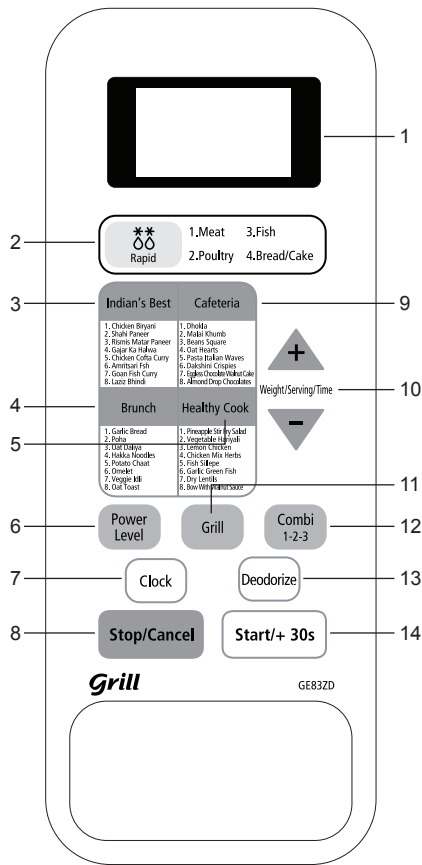 1
2
Rapid
1.Meat 3.Fish
2.Poultry 4.Bread/Cake
3
Indian's Best
Cafeteria
9
1. Chicken Biryani
2. Shahi Paneer
3. Rismis Matar Paneer
4. Gajar Ka Halwa
5. Chicken Cofta Curry
6. Amritsari Fsh
7. Goan Fish Curry
8. Laziz Bhindi
1. Dhokla
2. Malai Khumb
3. Beans Square
4. Oat Hearts
5. Pasta Italian Waves
6. Dakshini Crispies
7. Eggless Chocolate Walnut Cake
8. Almond Drop Chocolates
+
Weight/Serving/Time
10
−
4
Brunch
Healthy Cook
5
1. Garlic Bread
2. Poha
3. Oat Daliya
4. Hakka Noodles
5. Potato Chaat
6. Omelet
7. Veggie Idli
8. Oat Toast
1. Pineapple Stir Fry Salad
2. Vegetable Hariyali
3. Lemon Chicken
4. Chicken Mix Herbs
5. Fish Sillepe
6. Garlic Green Fish
7. Dry Lentils
8. Bow With Walnut Sauce
11
6
Power
Level
Grill
Combi
1-2-3
12
7
Clock
Deodorize
13
8
Stop/Cancel
Start/+ 30s
14
Grill
GE83ZD